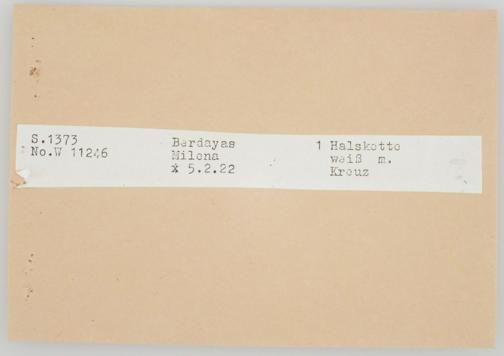 S.1373 Berdayas 1 Halskette
No.W 11246 Milena weiß m.
* 5.2.22 Kreuz